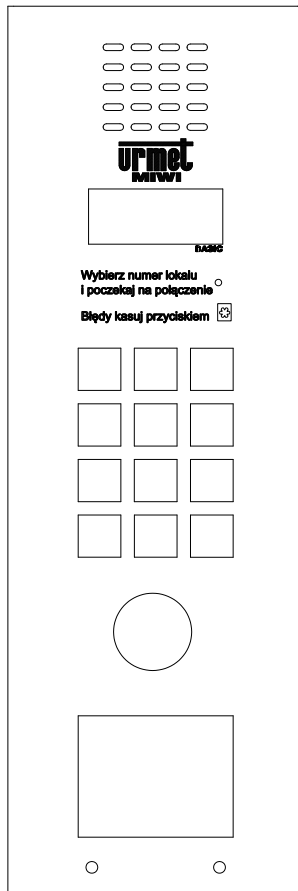 urmet
MIWI
BASIC
Wybierz numer lokalu
i poczekaj na połączenie
Błędy kasuj przyciskiem